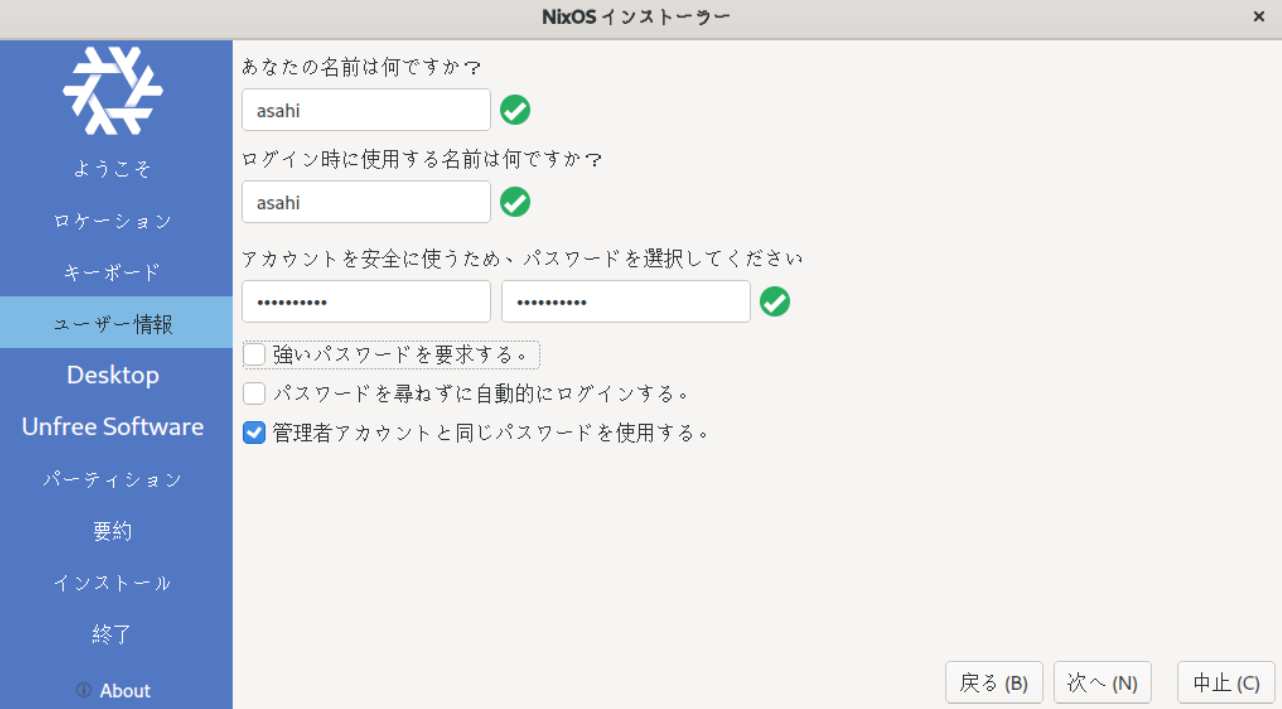 NixOS インストーラー
ようこそ
ロケーション
キーボード
ユーザー情報
Desktop
Unfree Software
パーティション
要約
インストール
終了
About
あなたの名前は何ですか?
asahi
ログイン時に使用する名前は何ですか?
asahi
アカウントを安全に使うため、パスワードを選択してください
●●●●●●●●●● ●●●●●●●●●●
強いパスワードを要求する。
パスワードを尋ねずに自動的にログインする。
管理者アカウントと同じパスワードを使用する。
戻る (B) 次へ (N) 中止 (C)